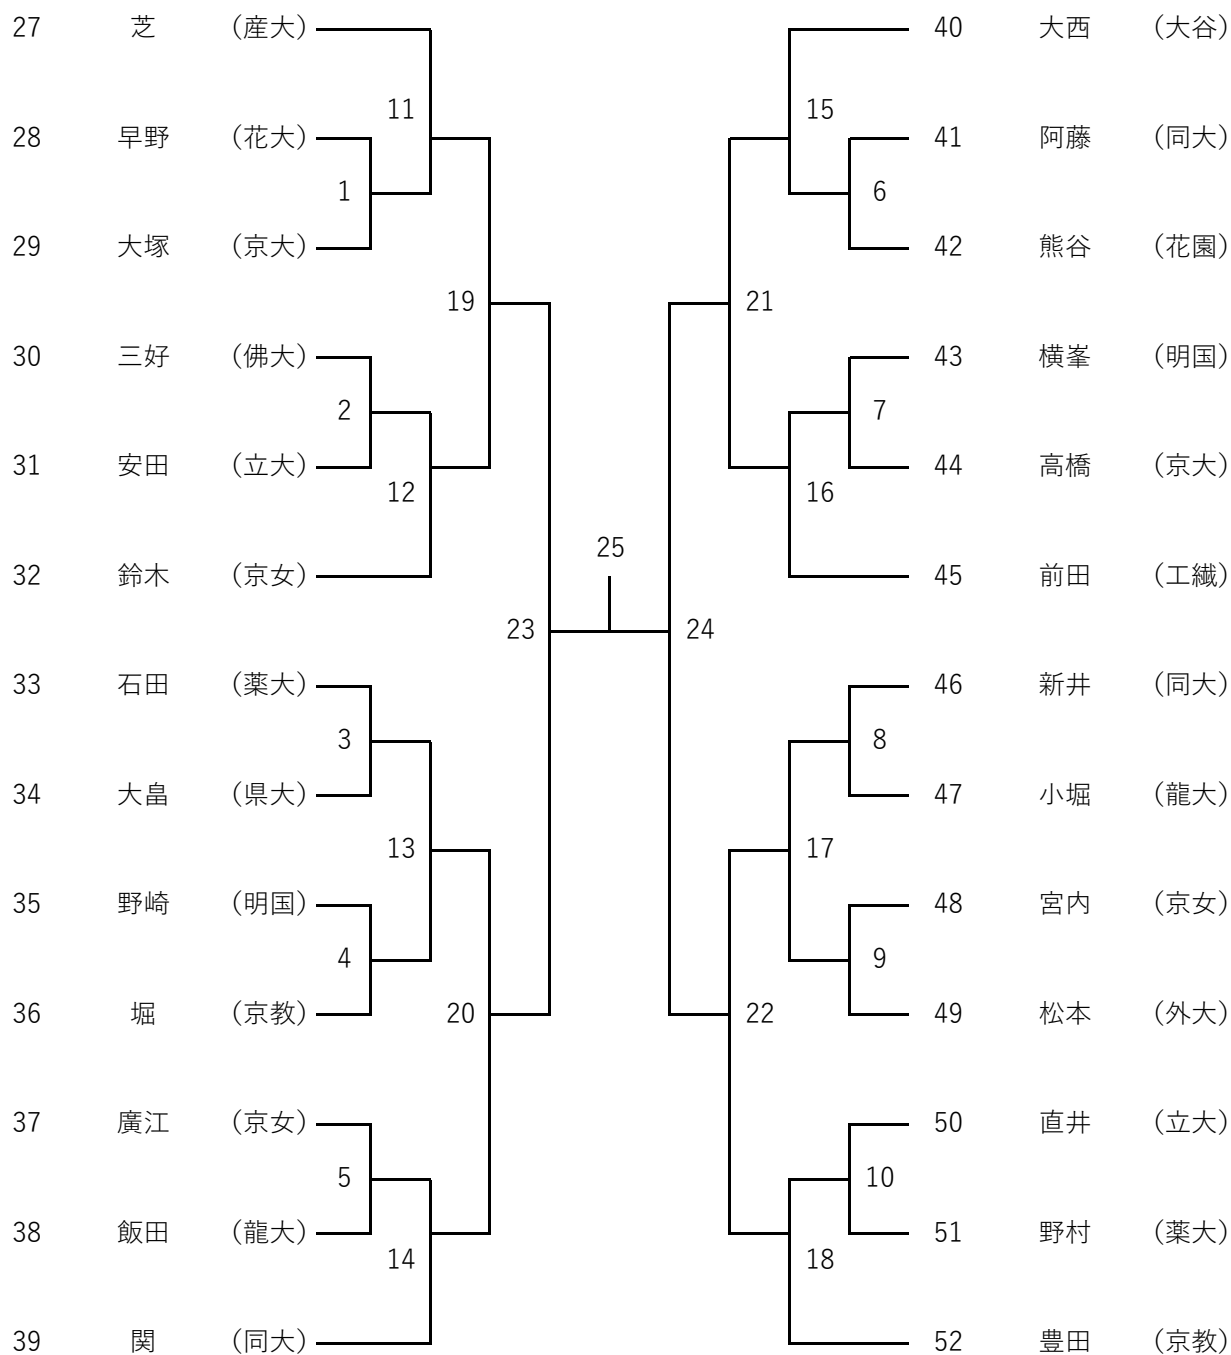 27 芝 （産大） 40 大西 （大谷）
11 15
28 早野 （花大） 41 阿藤 （同大）
1 6
29 大塚 （京大） 42 熊谷 （花園）
19 21
30 三好 （佛大） 43 横峯 （明国）
2 7
31 安田 （立大） 44 高橋 （京大）
12 16
25
32 鈴木 （京女） 45 前田 （工繊）
23 24
33 石田 （薬大） 46 新井 （同大）
3 8
34 大畠 （県大） 47 小堀 （龍大）
13 17
35 野崎 （明国） 48 宮内 （京女）
4 9
36 堀 （京教） 20 22 49 松本 （外大）
37 廣江 （京女） 50 直井 （立大）
5 10
38 飯田 （龍大） 51 野村 （薬大）
14 18
39 関 （同大） 52 豊田 （京教）